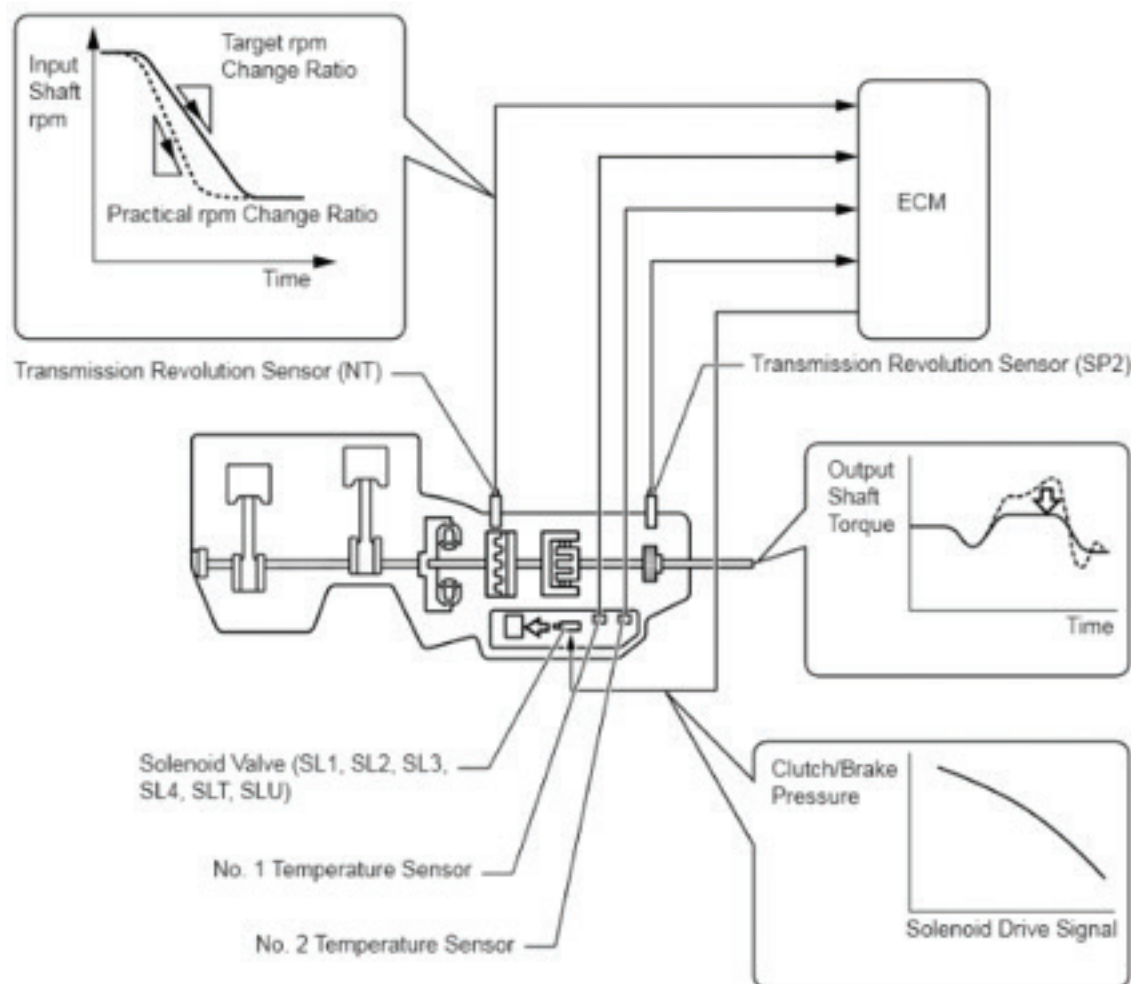 Input
Shaft
rpm
Target rpm
Change Ratio
Practical rpm Change Ratio
Time
ECM
Transmission Revolution Sensor (NT)
Transmission Revolution Sensor (SP2)
Output
Shaft
Torque
Time
Solenoid Valve (SL1, SL2, SL3,
SL4, SLT, SLU)
No. 1 Temperature Sensor
No. 2 Temperature Sensor
Clutch/Brake
Pressure
Solenoid Drive Signal